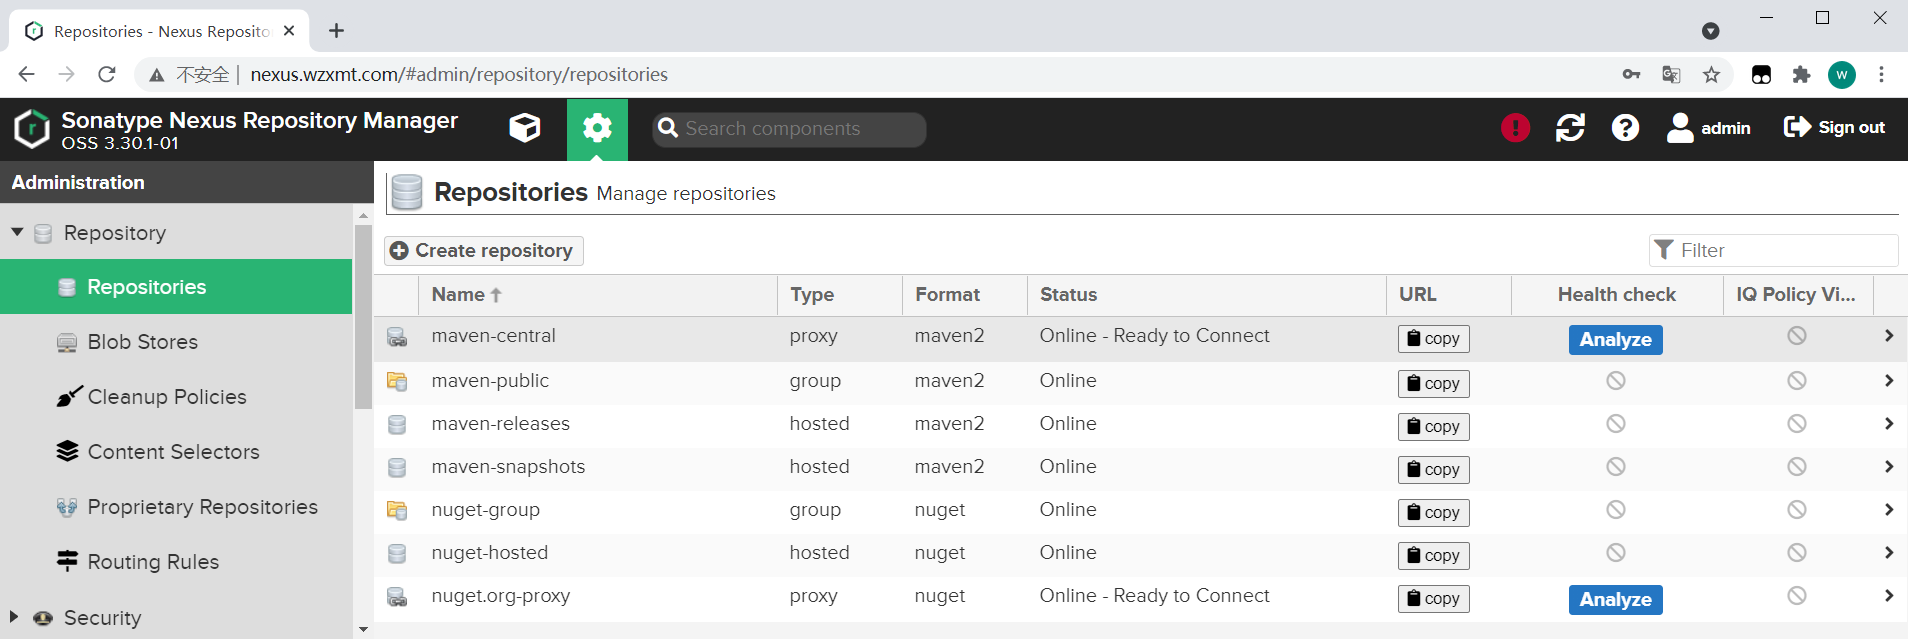 Repositories - Nexus Reposito
不安全 | nexus.wzxmt.com/#admin/repository/repositories
W
Sonatype Nexus Repository Manager
OSS 3.30.1-01
Search components
admin
Sign out
Administration
Repository
Repositories
Blob Stores
Cleanup Policies
Content Selectors
Proprietary Repositories
Routing Rules
Security
Repositories Manage repositories
Create repository
Filter
Name Type Format Status URL Health check IQ Policy Vi...
maven-central proxy maven2 Online - Ready to Connect copy Analyze
maven-public group maven2 Online copy
maven-releases hosted maven2 Online copy
maven-snapshots hosted maven2 Online copy
nuget-group group nuget Online copy
nuget-hosted hosted nuget Online copy
nuget.org-proxy proxy nuget Online - Ready to Connect copy Analyze